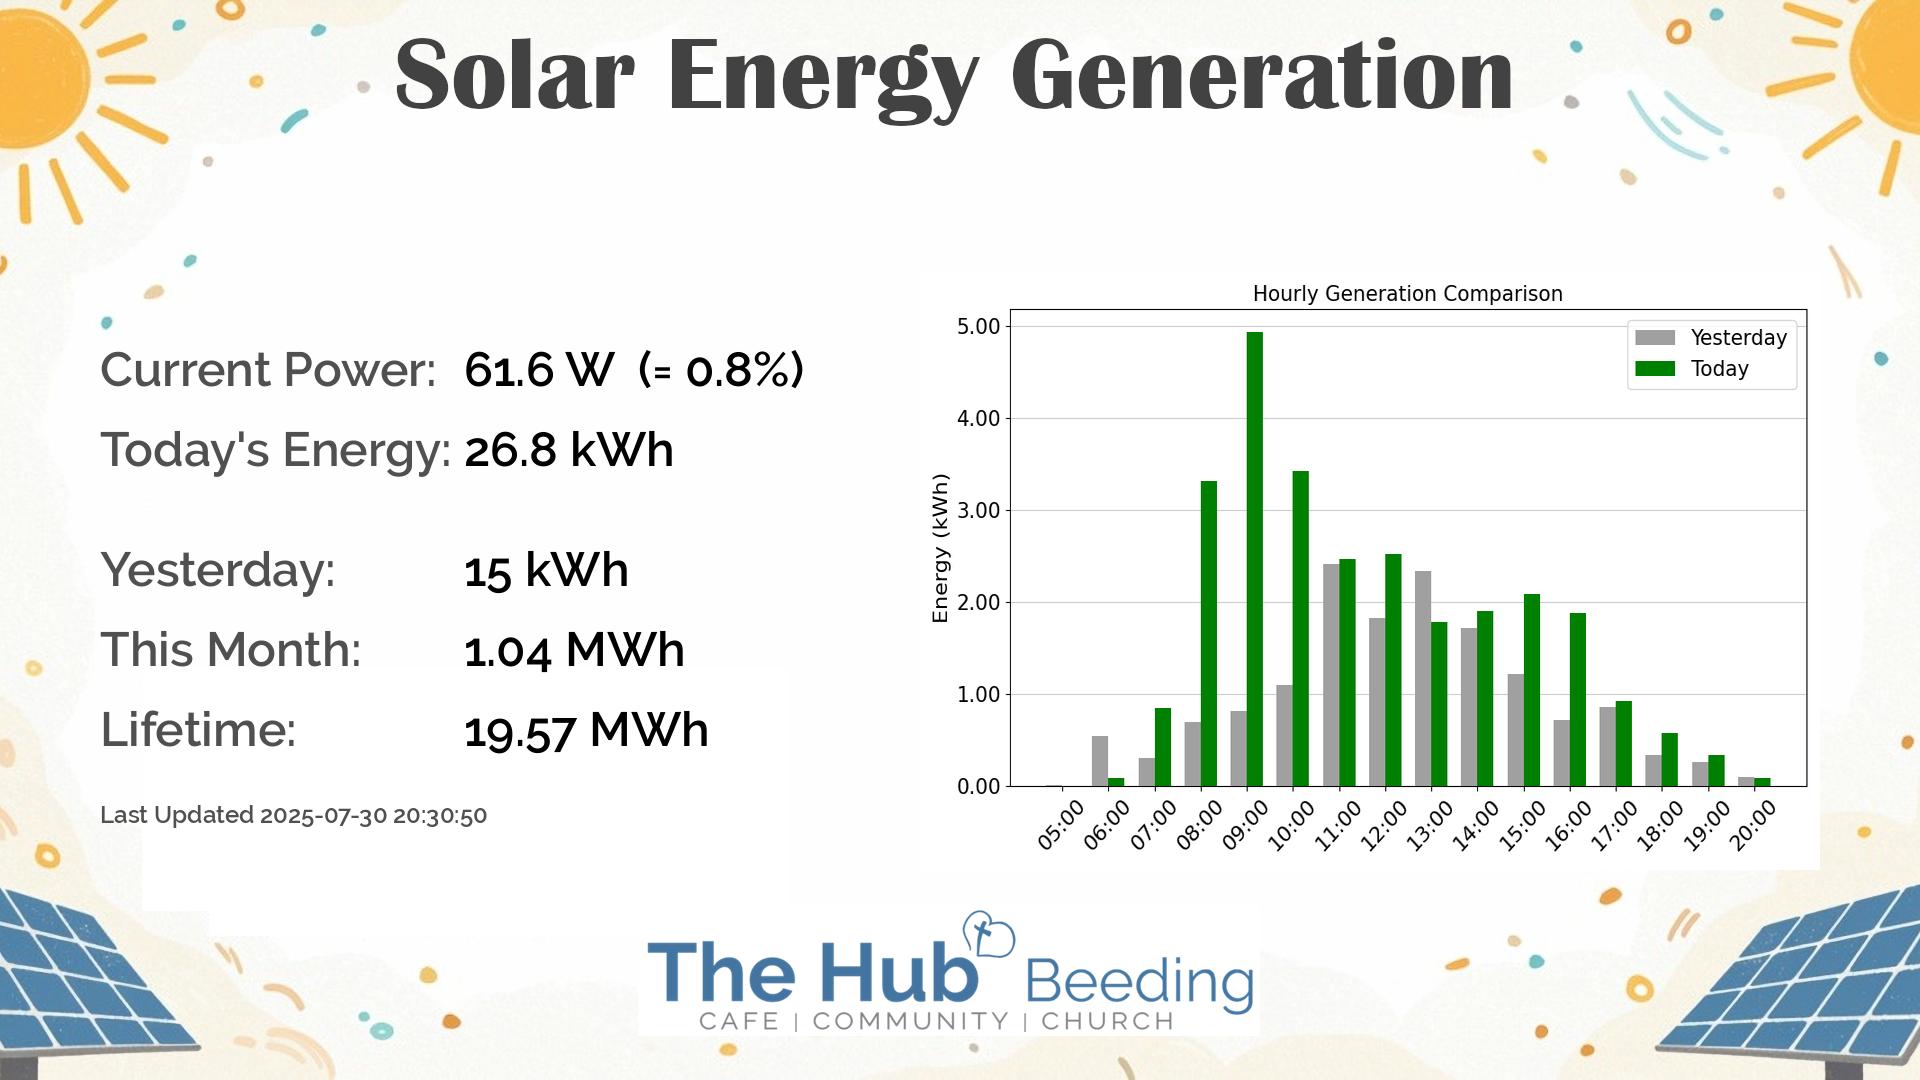 Solar Energy Generation
Current Power: 61.6 W (= 0.8%)
Today's Energy: 26.8 kWh
Yesterday: 15 kWh
This Month: 1.04 MWh
Lifetime: 19.57 MWh
Last Updated 2025-07-30 20:30:50
Hourly Generation Comparison
Yesterday
Today
Energy (kWh)
5.00
4.00
3.00
2.00
1.00
0.00
05:00 06:00 07:00 08:00 09:00 10:00 11:00 12:00 13:00 14:00 15:00 16:00 17:00 18:00 19:00 20:00
The Hub Beeding
CAFE | COMMUNITY | CHURCH